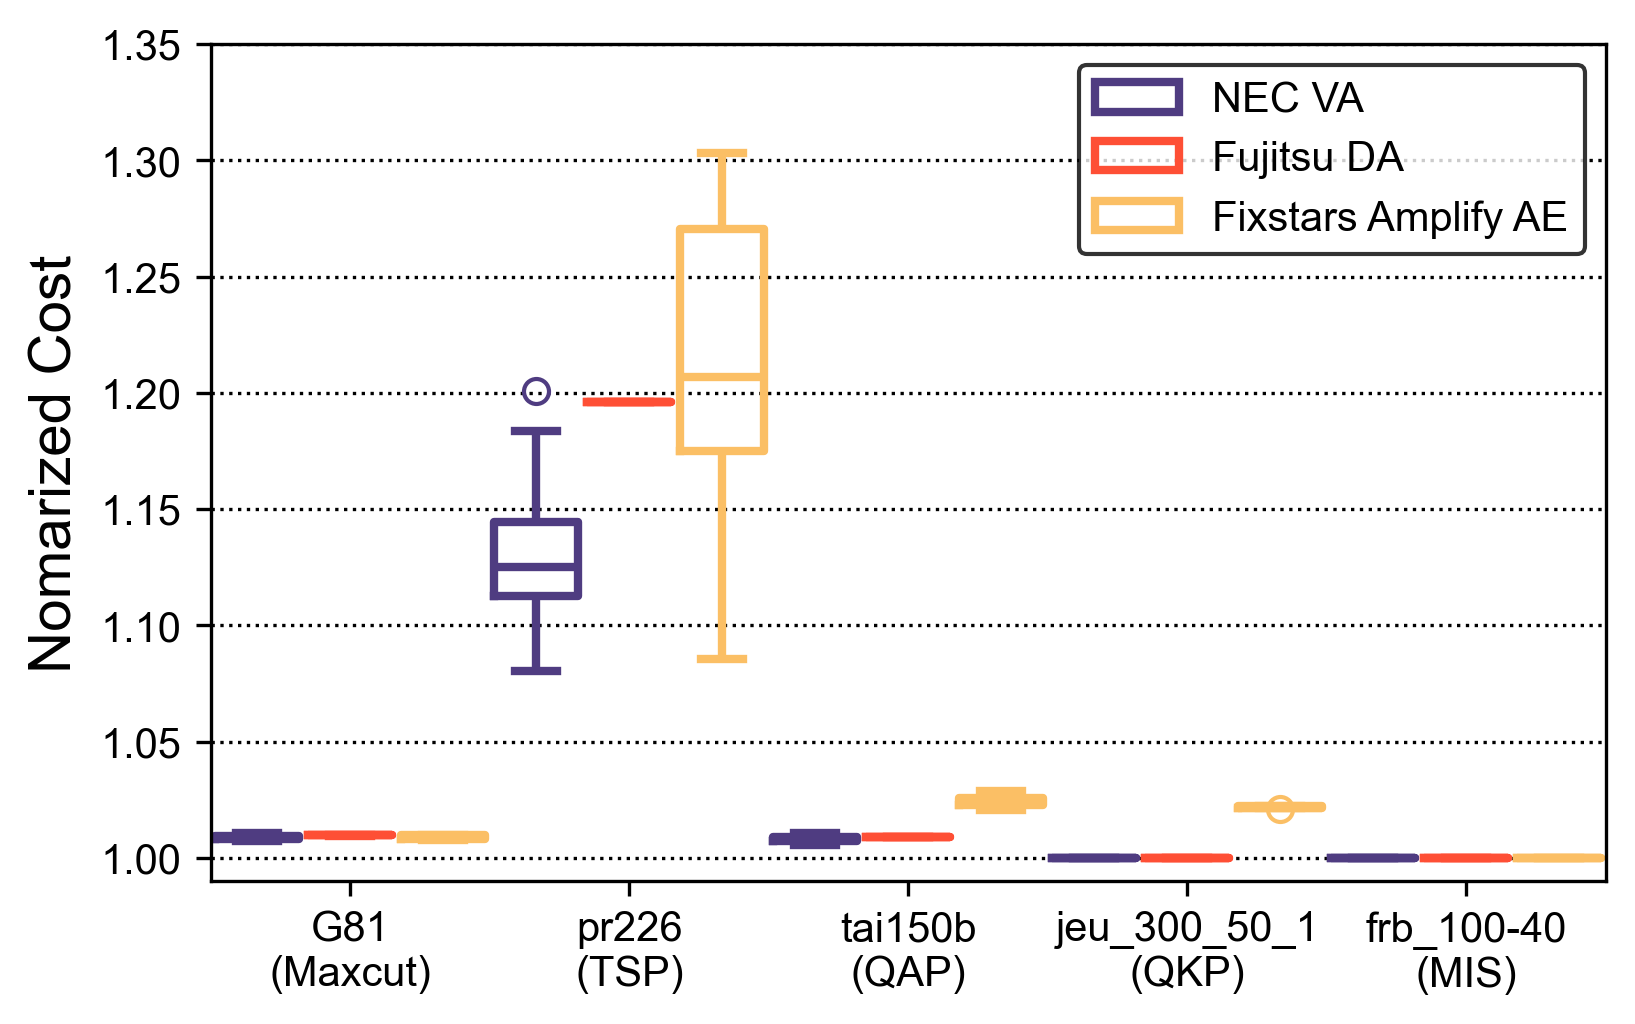 Nomarized Cost
1.35
1.30
1.25
1.20
1.15
1.10
1.05
1.00
NEC VA
Fujitsu DA
Fixstars Amplify AE
G81
(Maxcut)
pr226
(TSP)
tai150b
(QAP)
jeu_300_50_1
(QKP)
frb_100-40
(MIS)